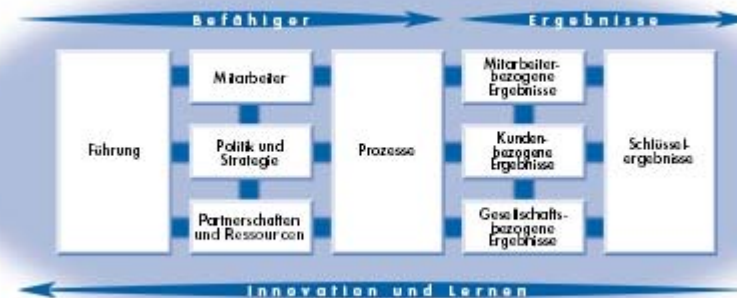 Befähiger
Ergebnisse
Führung
Mitarbeiter
Politik und
Strategie
Partnerschaften
und Ressourcen
Prozesse
Mitarbeiter-
bezogene
Ergebnisse
Kunden-
bezogene
Ergebnisse
Gesellschafts-
bezogene
Ergebnisse
Schlüssel-
ergebnisse
Innovation und Lernen